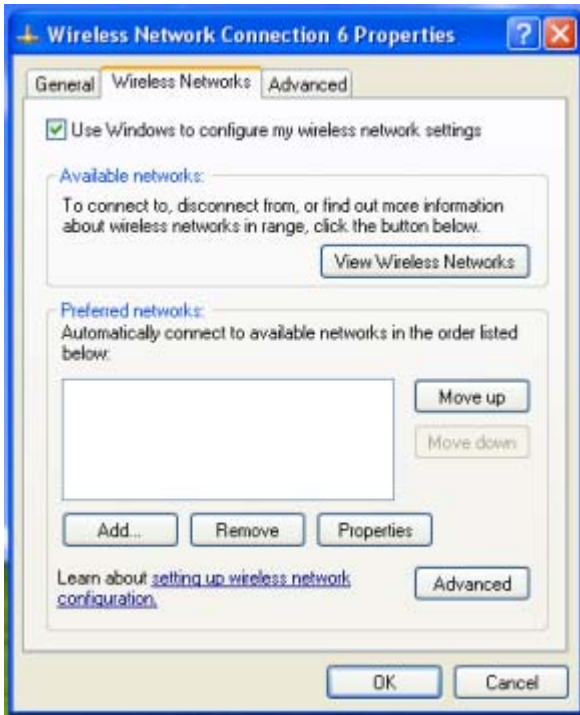 Wireless Network Connection 6 Properties
General Wireless Networks Advanced
Use Windows to configure my wireless network settings
Available networks:
To connect to, disconnect from, or find out more information
about wireless networks in range, click the button below.
View Wireless Networks
Preferred networks:
Automatically connect to available networks in the order listed
below:
Move up
Move down
Add... Remove Properties
Learn about setting up wireless network
configuration.
Advanced
OK Cancel